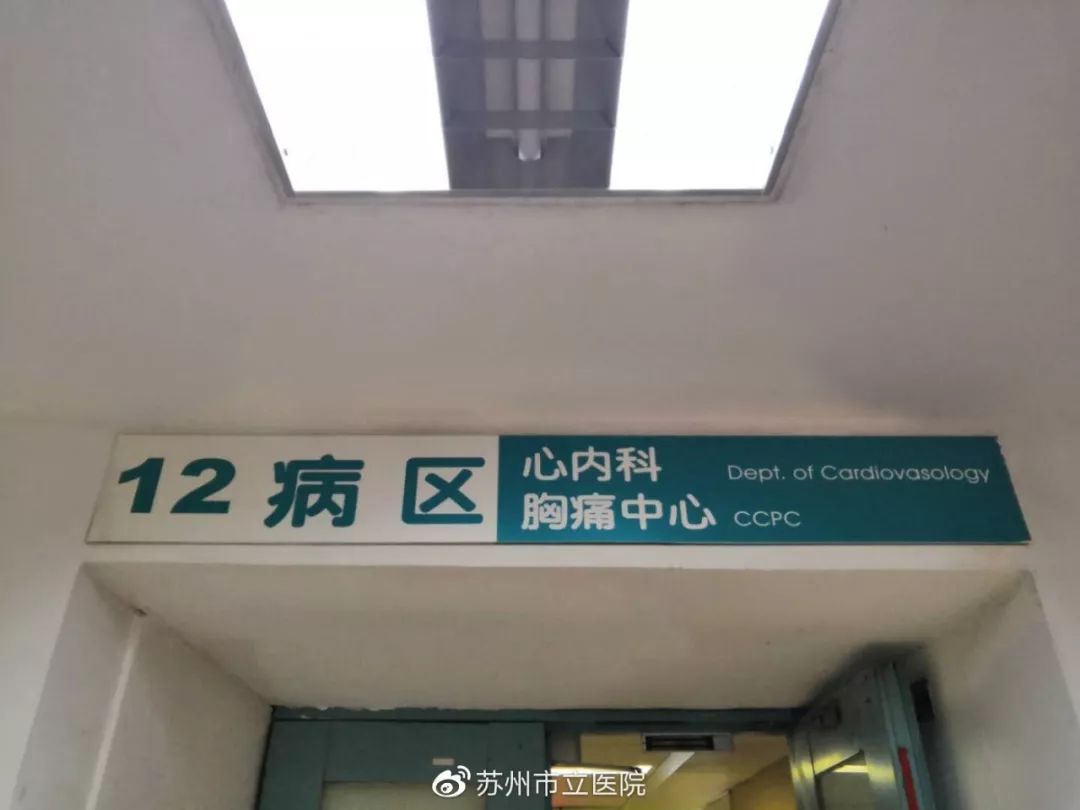 12 病区
心内科 Dept. of Cardiovasology
胸痛中心 CCPC
苏州市立医院